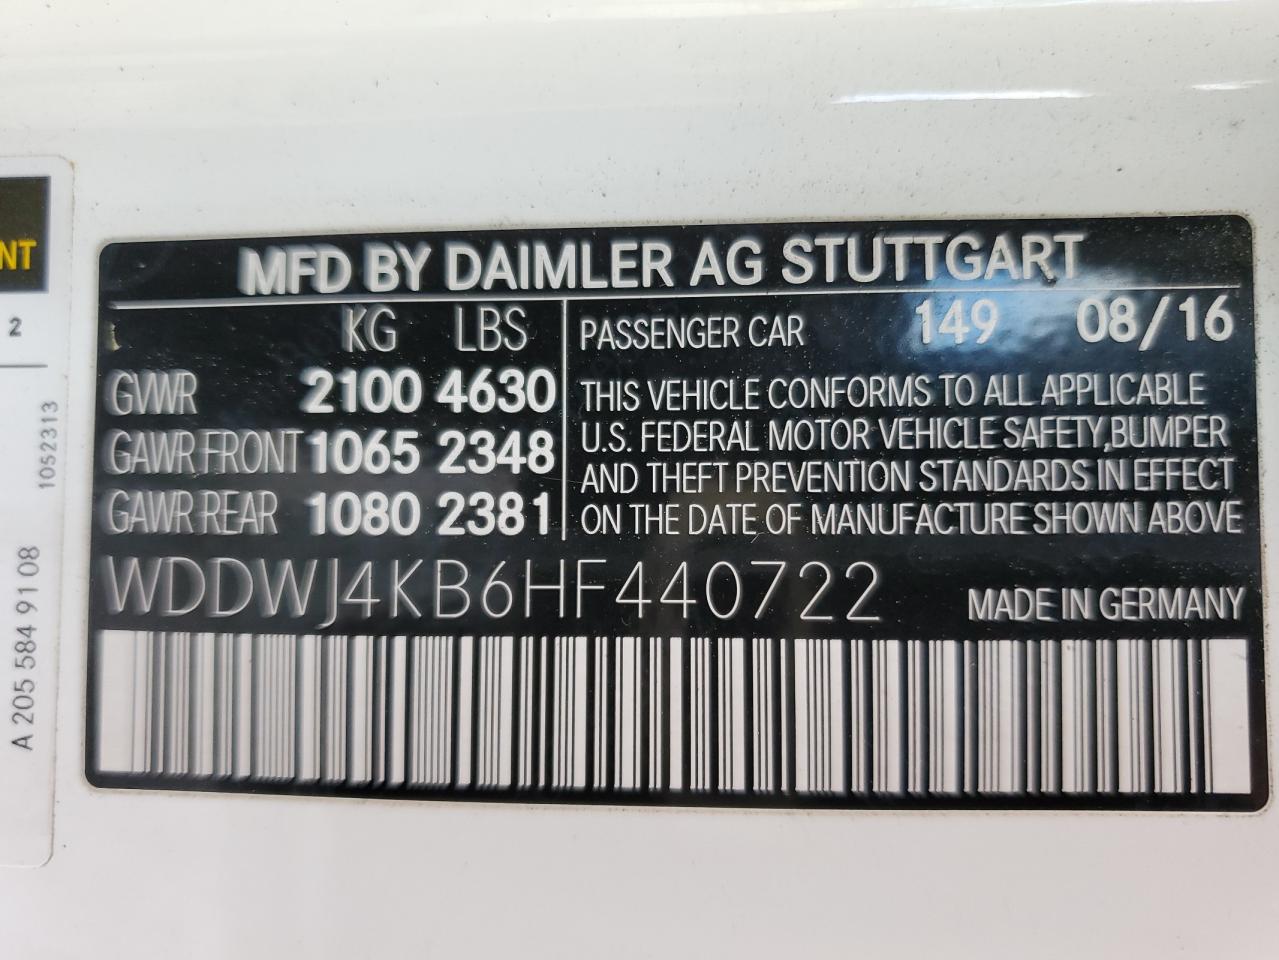 MFD BY DAIMLER AG STUTTGART
KG LBS
GVWR 2100 4630
GAWR FRONT 1065 2348
GAWR REAR 1080 2381
PASSENGER CAR 149 08/16
THIS VEHICLE CONFORMS TO ALL APPLICABLE
U.S. FEDERAL MOTOR VEHICLE SAFETY,BUMPER
AND THEFT PREVENTION STANDARDS IN EFFECT
ON THE DATE OF MANUFACTURE SHOWN ABOVE
WDDWJ4KB6HF440722 MADE IN GERMANY
NT
2
1052313
A 205 584 91 08